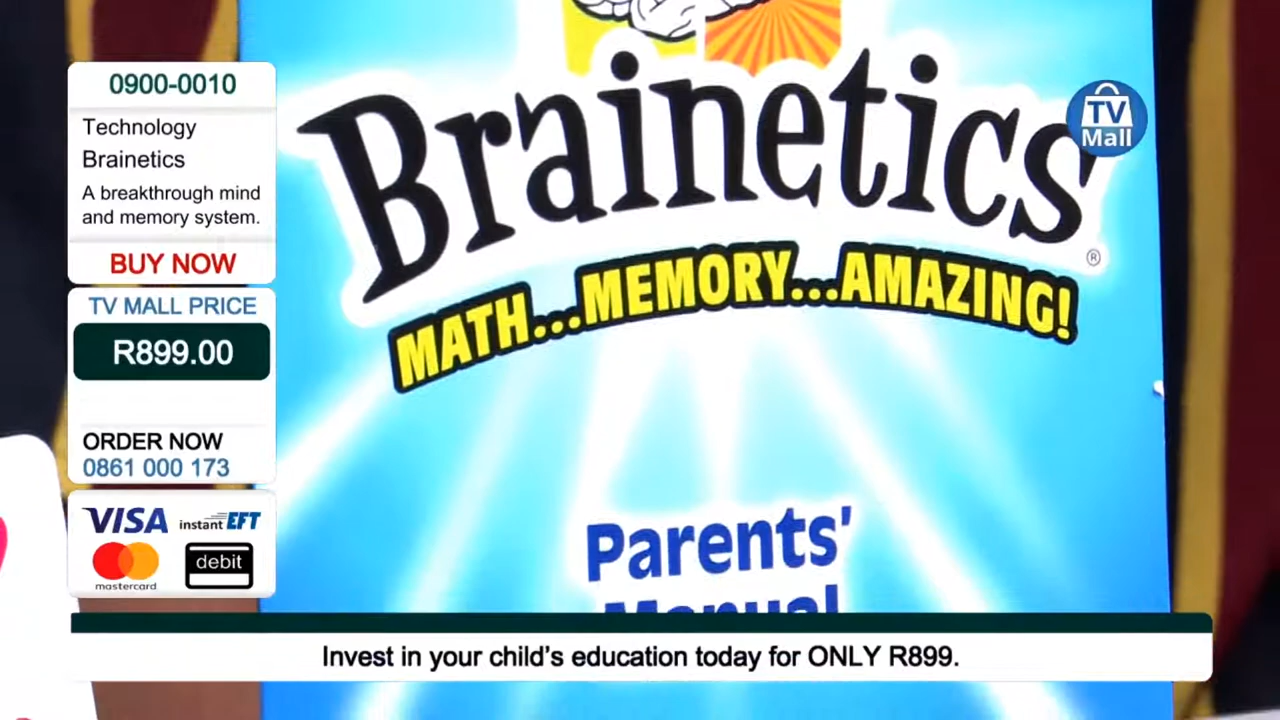 0900-0010
Technology
Brainetics
A breakthrough mind
and memory system.
BUY NOW
TV MALL PRICE
R899.00
ORDER NOW
0861 000 173
VISA
instant EFT
mastercard
debit
Brainetics®
MATH...MEMORY...AMAZING!
Parents'
Manual
TV
Mall
Invest in your child's education today for ONLY R899.